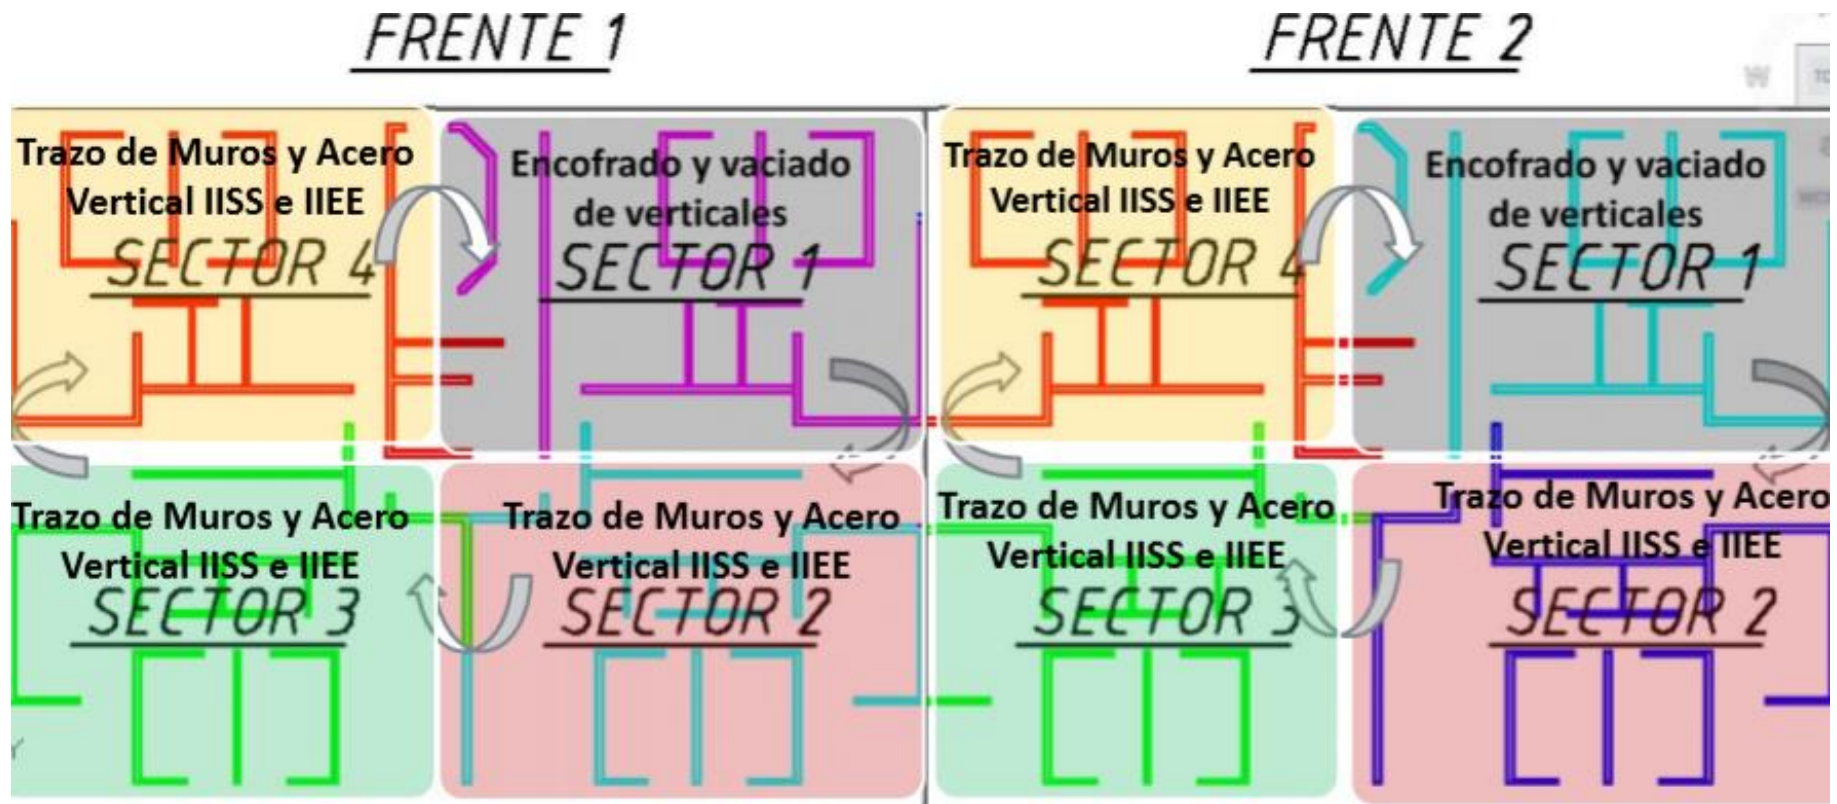 FRENTE 1
FRENTE 2
W
Trazo de Muros y Acero
Vertical IISS e IIEE
SECTOR 4
Encofrado y vaciado
de verticales
SECTOR 1
Trazo de Muros y Acero
Vertical IISS e IIEE
SECTOR 4
Encofrado y vaciado
de verticales
SECTOR 1
Trazo de Muros y Acero
Vertical IISS e IIEE
SECTOR 3
Trazo de Muros y Acero
Vertical IISS e IIEE
SECTOR 2
Trazo de Muros y Acero
Vertical IISS e IIEE
SECTOR 3
Trazo de Muros y Acero
Vertical IISS e IIEE
SECTOR 2
Y